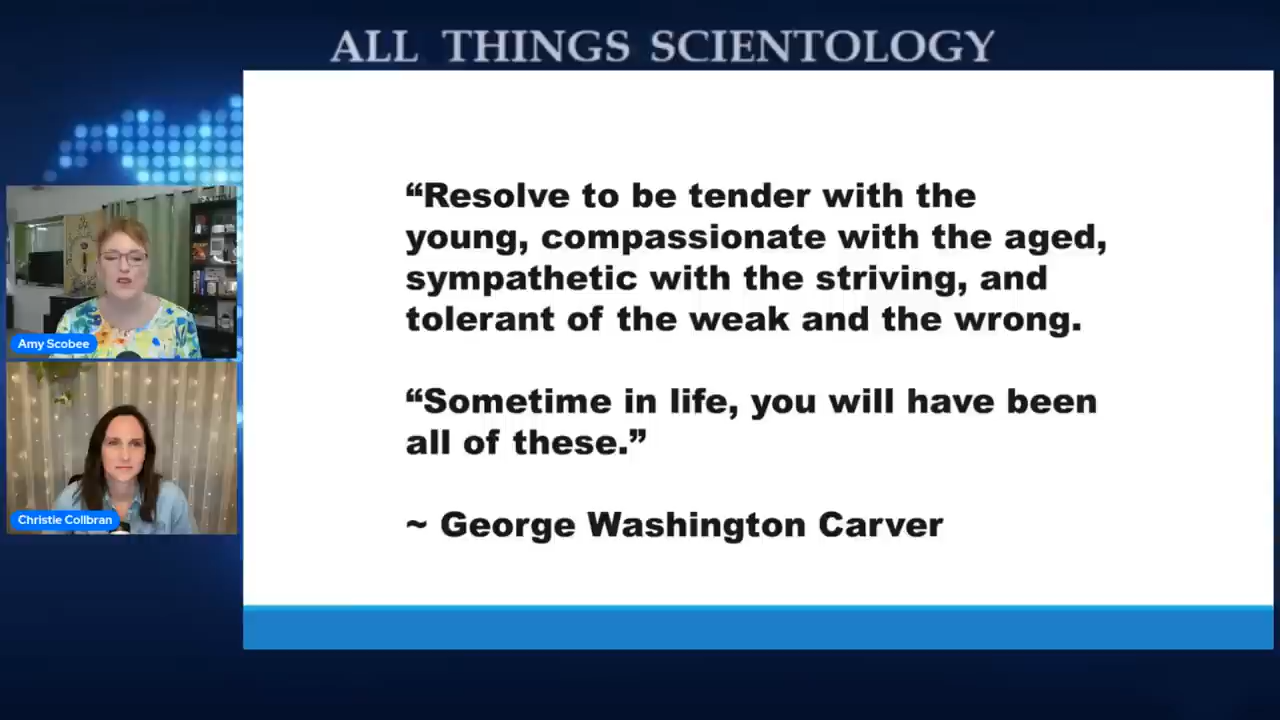 ALL THINGS SCIENTOLOGY
“Resolve to be tender with the
young, compassionate with the aged,
sympathetic with the striving, and
tolerant of the weak and the wrong.
“Sometime in life, you will have been
all of these.”
~ George Washington Carver
Amy Scobee
Christie Collbran